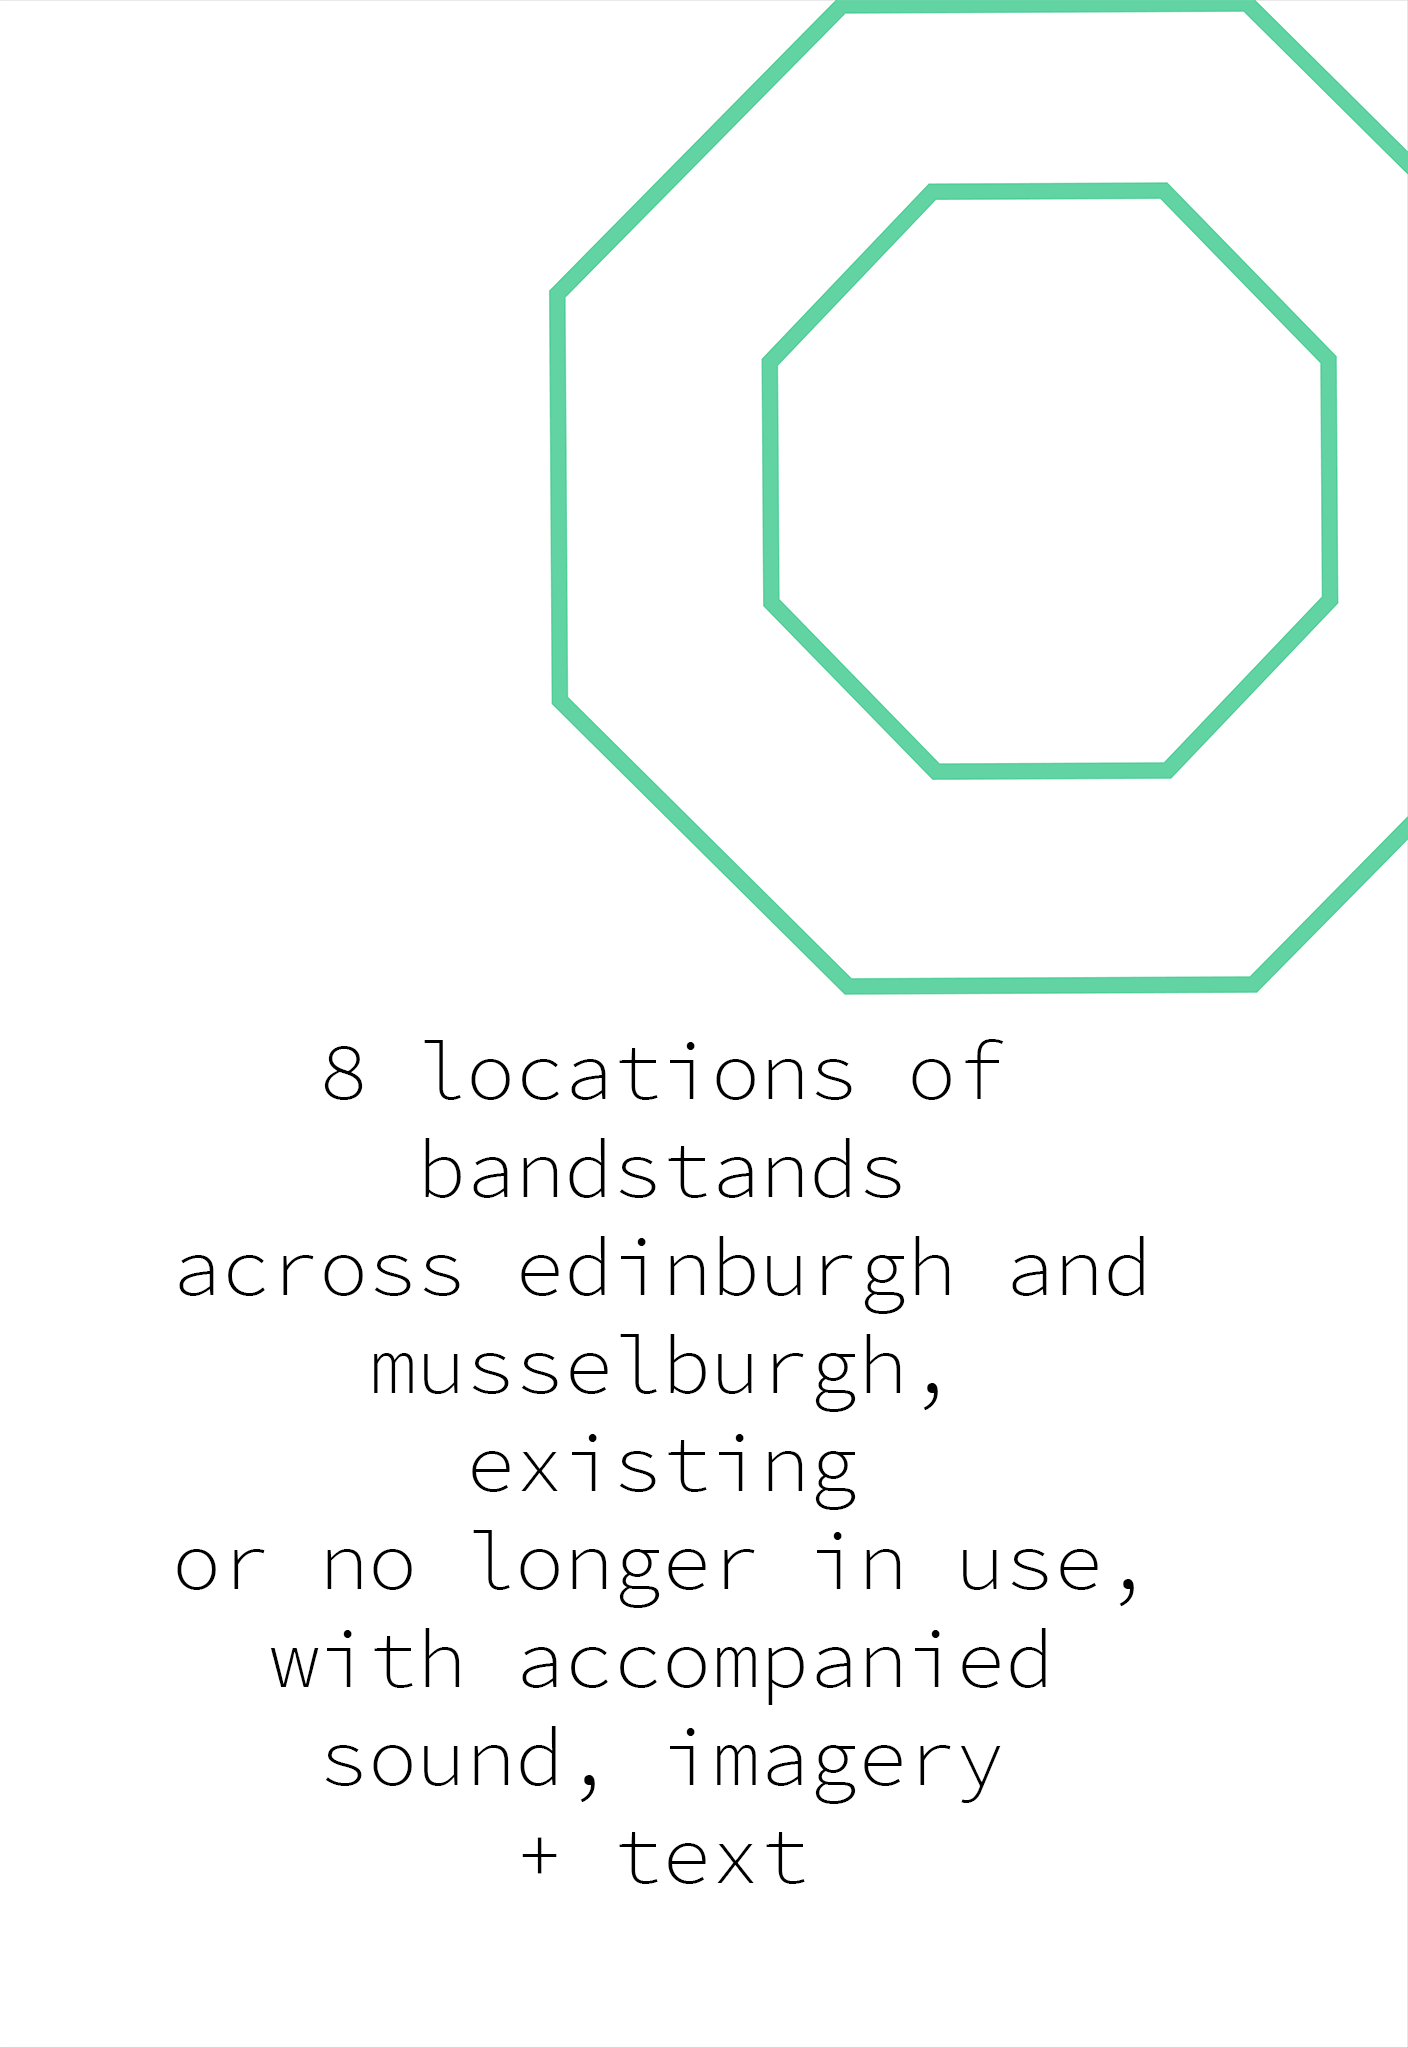 8 locations of
bandstands
across edinburgh and
musselburgh,
existing
or no longer in use,
with accompanied
sound, imagery
+ text